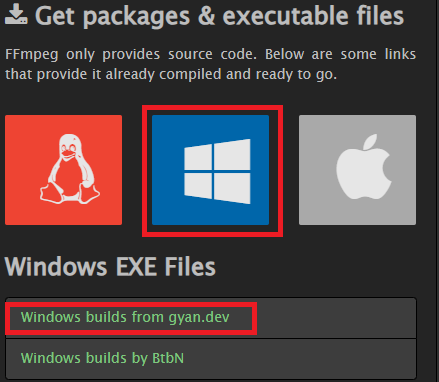 Get packages & executable files
FFmpeg only provides source code. Below are some links
that provide it already compiled and ready to go.
Windows EXE Files
Windows builds from gyan.dev
Windows builds by BtbN